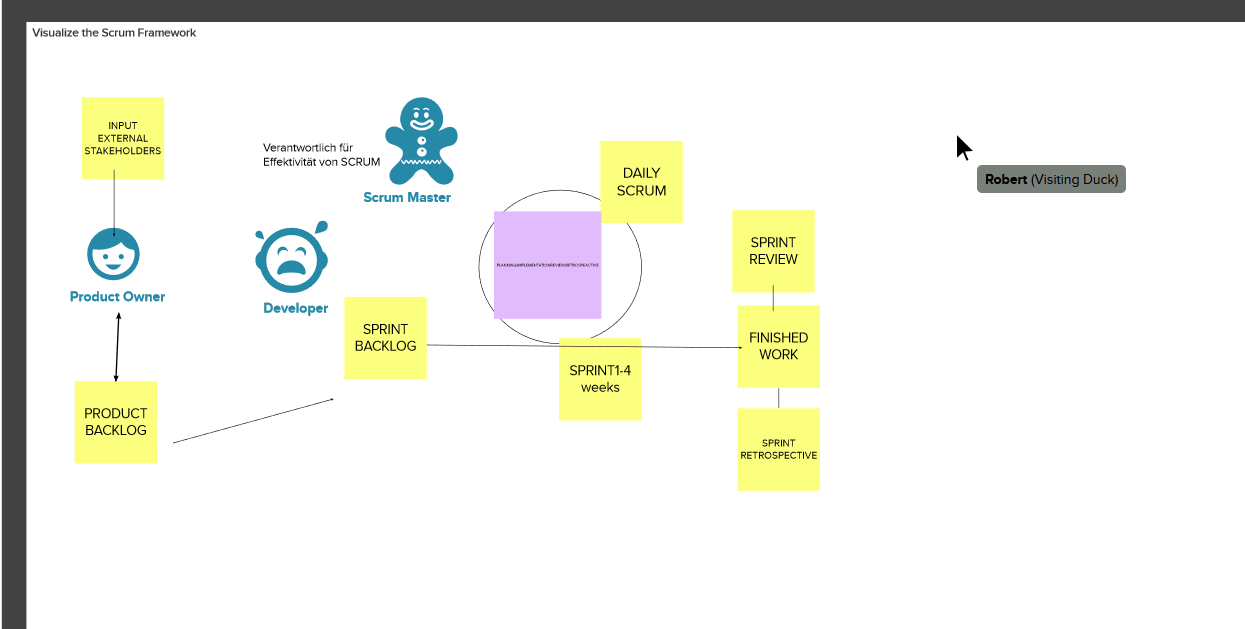 Visualize the Scrum Framework
INPUT
EXTERNAL
STAKEHOLDERS
Verantwortlich für
Effektivität von SCRUM
Scrum Master
DAILY
SCRUM
Robert (Visiting Duck)
SPRINT
REVIEW
Product Owner
Developer
SPRINT
BACKLOG
FINISHED
WORK
SPRINT1-4
weeks
PRODUCT
BACKLOG
SPRINT
RETROSPECTIVE